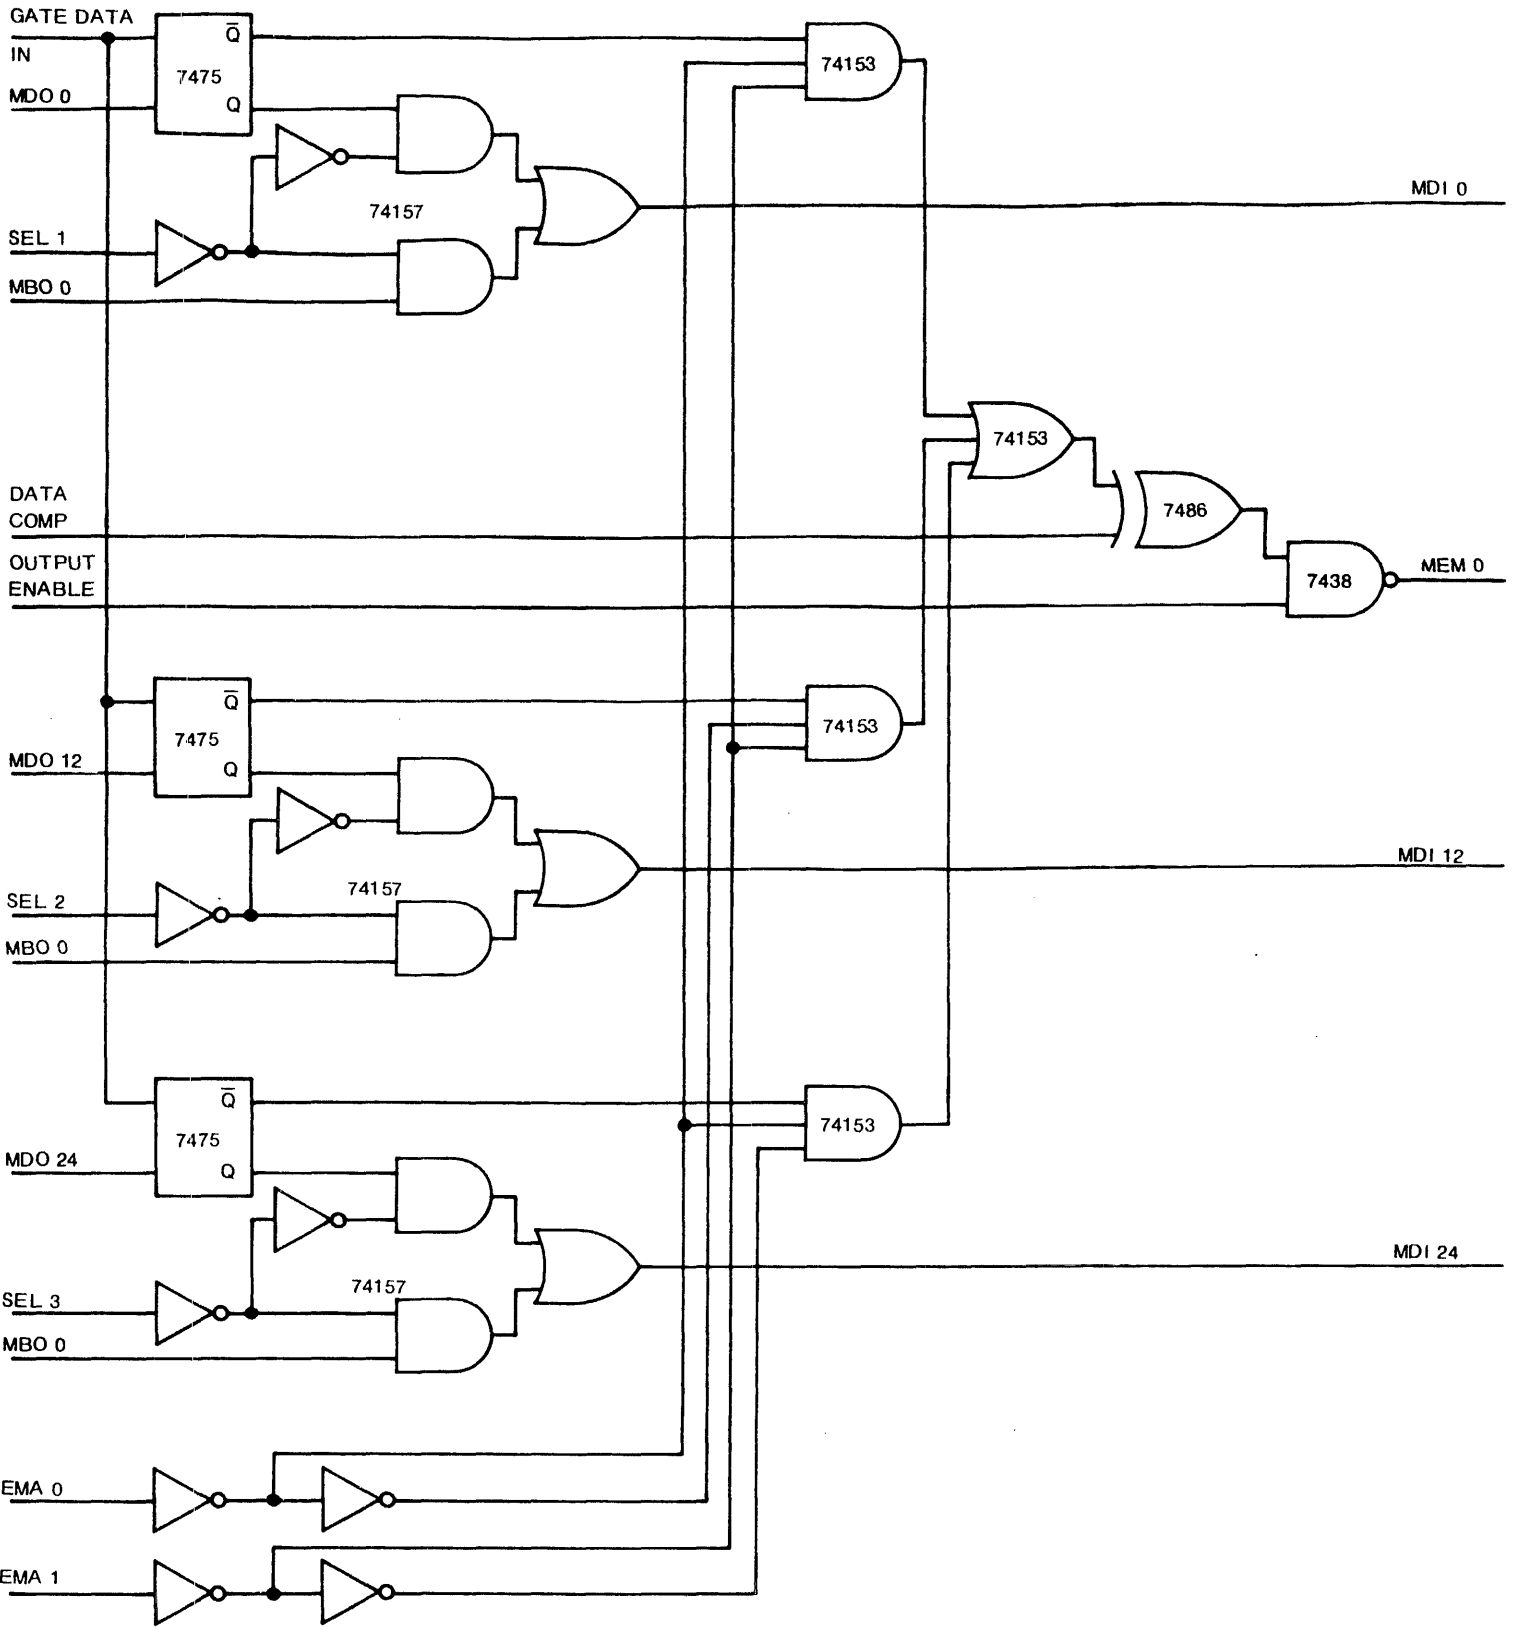 GATE DATA
IN
Q̅
7475
MDO 0
Q
74153
74157
MDI 0
SEL 1
MBO 0
74153
DATA
COMP
7486
OUTPUT
ENABLE
MEM 0
7438
Q̅
7475
74153
MDO 12
Q
MDI 12
74157
SEL 2
MBO 0
Q̅
7475
74153
MDO 24
Q
MDI 24
74157
SEL 3
MBO 0
EMA 0
EMA 1